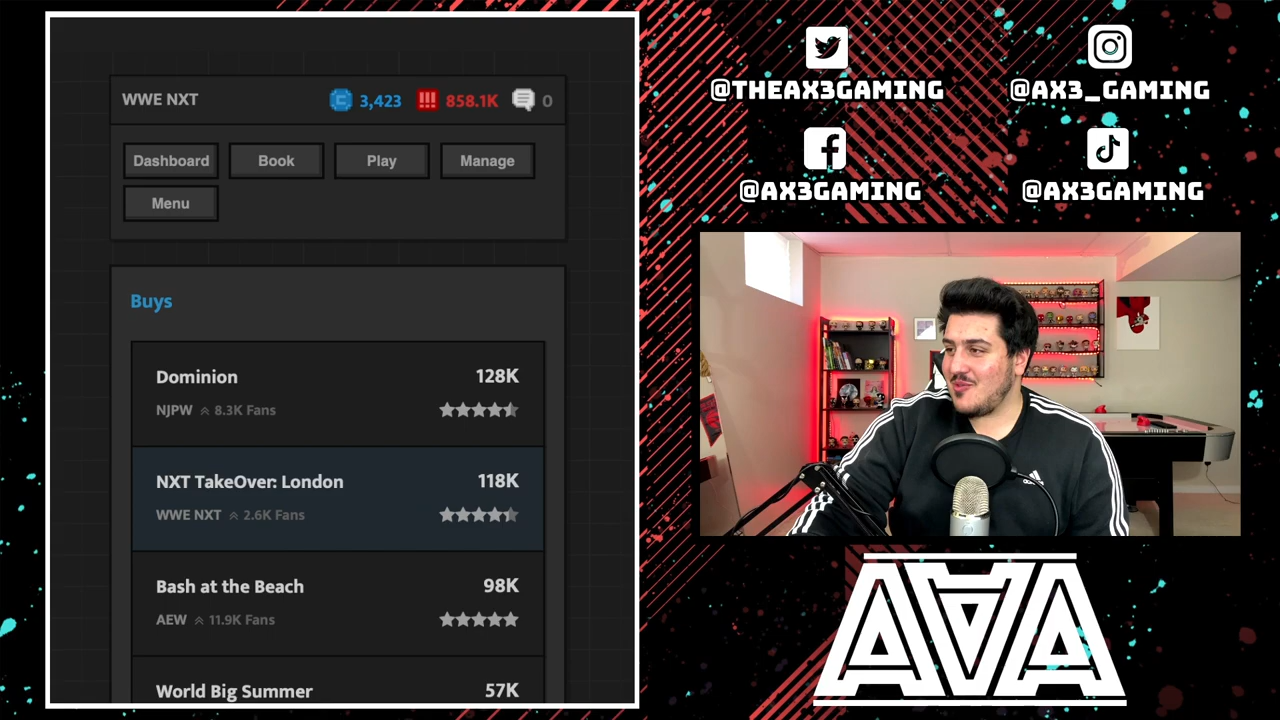 WWE NXT 3,423 858.1K 0
Dashboard Book Play Manage
Menu
Buys
Dominion 128K
NJPW 8.3K Fans
NXT TakeOver: London 118K
WWE NXT 2.6K Fans
Bash at the Beach 98K
AEW 11.9K Fans
World Big Summer 57K
@THEAX3GAMING
@AX3_GAMING
@AX3GAMING
@AX3GAMING